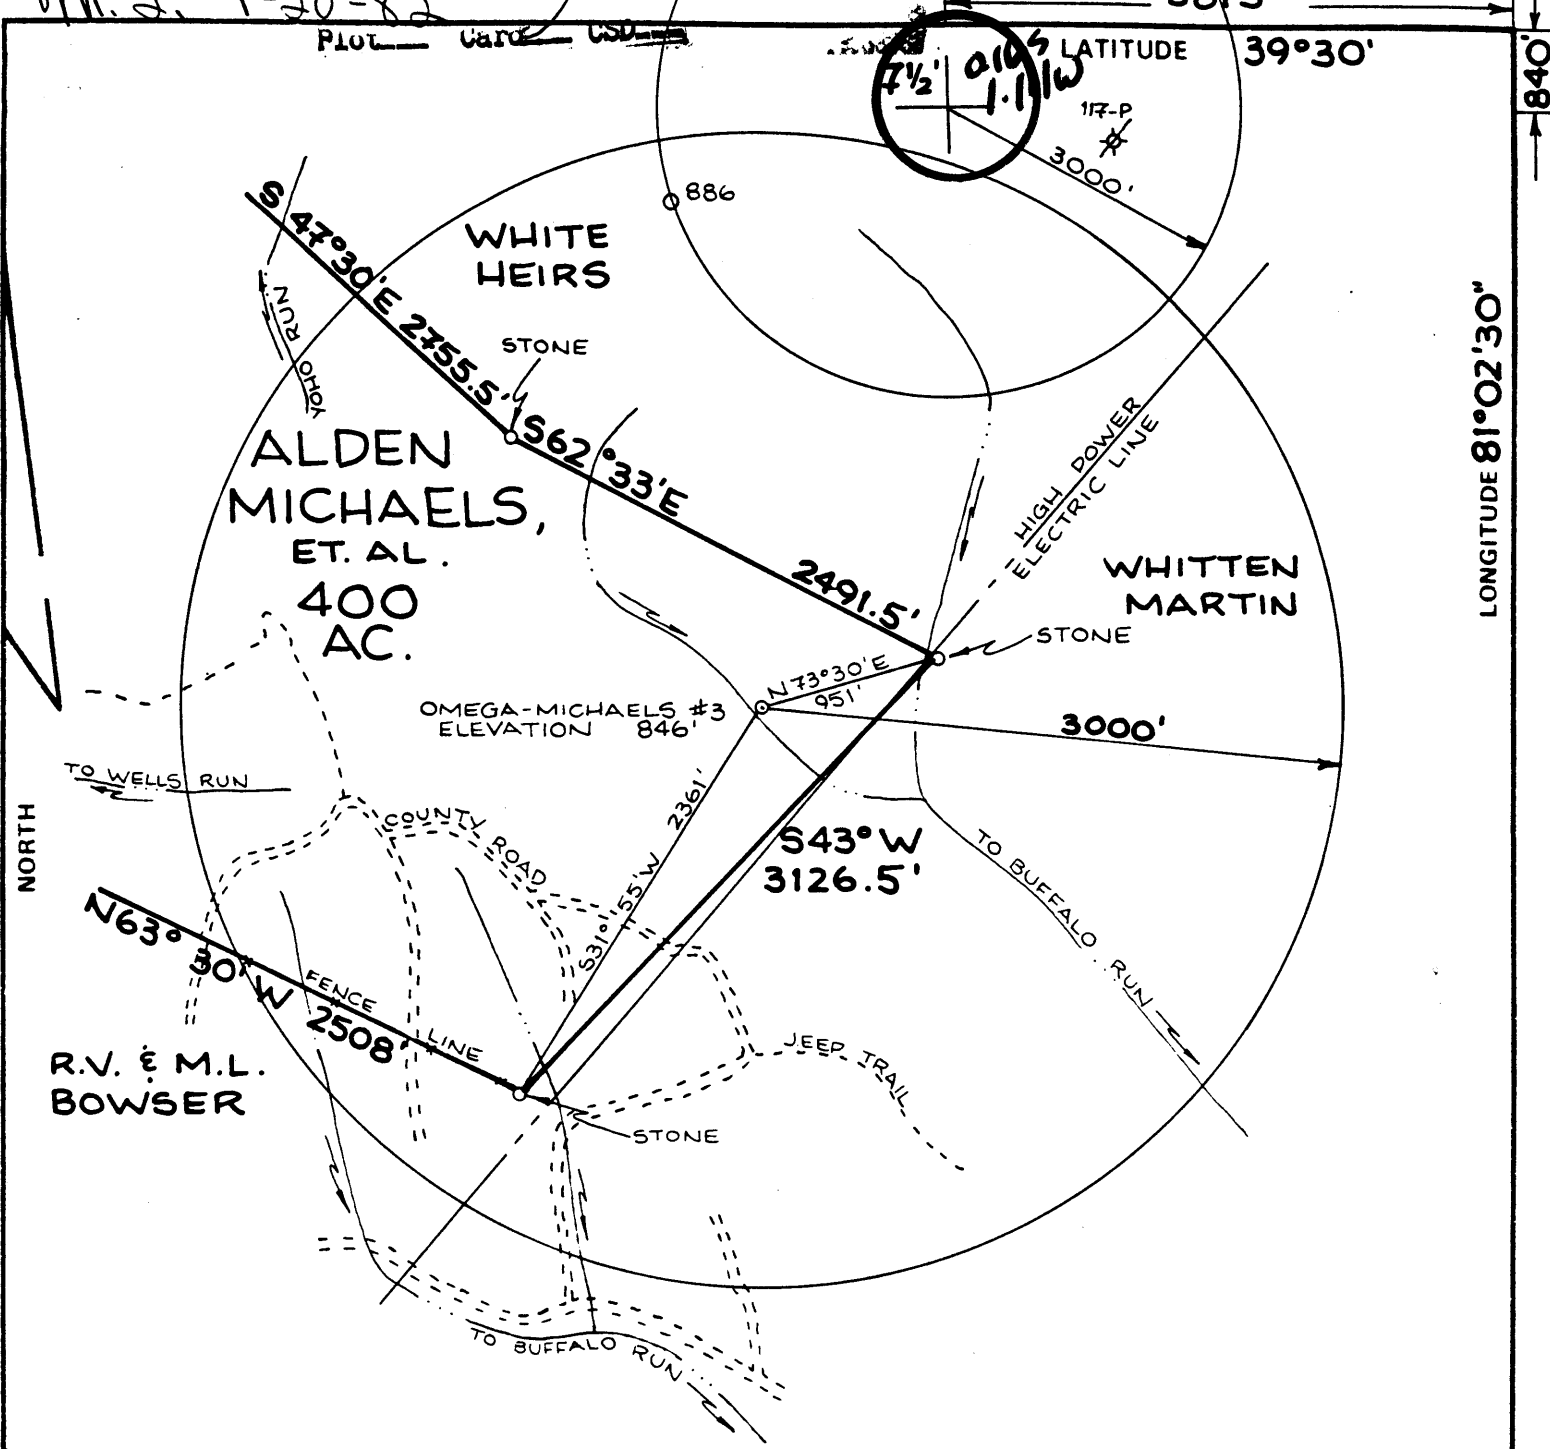 1-20-82
Plot Card CSD
7½'
LATITUDE 39°30'
840'
117-P
3000'
886
S 47°30'E 2755.5'
WHITE
HEIRS
YOHO RUN
STONE
S62°33'E 2491.5'
ALDEN
MICHAELS,
ET. AL.
400
AC.
HIGH POWER
ELECTRIC LINE
LONGITUDE 81°02'30"
WHITTEN
MARTIN
STONE
N73°30'E
951'
OMEGA-MICHAELS #3
ELEVATION 846'
3000'
TO WELLS RUN
COUNTY ROAD
S31° 55'W 2361'
S43°W
3126.5'
TO BUFFALO RUN
NORTH
N63° 30' W 2508'
FENCE LINE
R.V. & M.L.
BOWSER
JEEP TRAIL
STONE
TO BUFFALO RUN